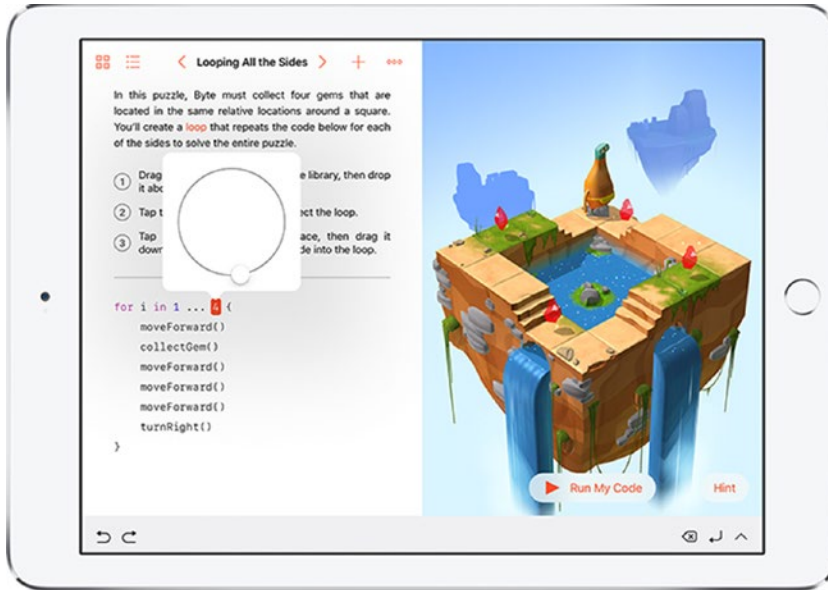 Looping All the Sides
In this puzzle, Byte must collect four gems that are
located in the same relative locations around a square.
You'll create a loop that repeats the code below for each
of the sides to solve the entire puzzle.
1 Drag e library, then drop
it abo
2 Tap t ct the loop.
3 Tap ace, then drag it
down de into the loop.
for i in 1 ... 4 {
moveForward()
collectGem()
moveForward()
moveForward()
moveForward()
turnRight()
}
Run My Code
Hint